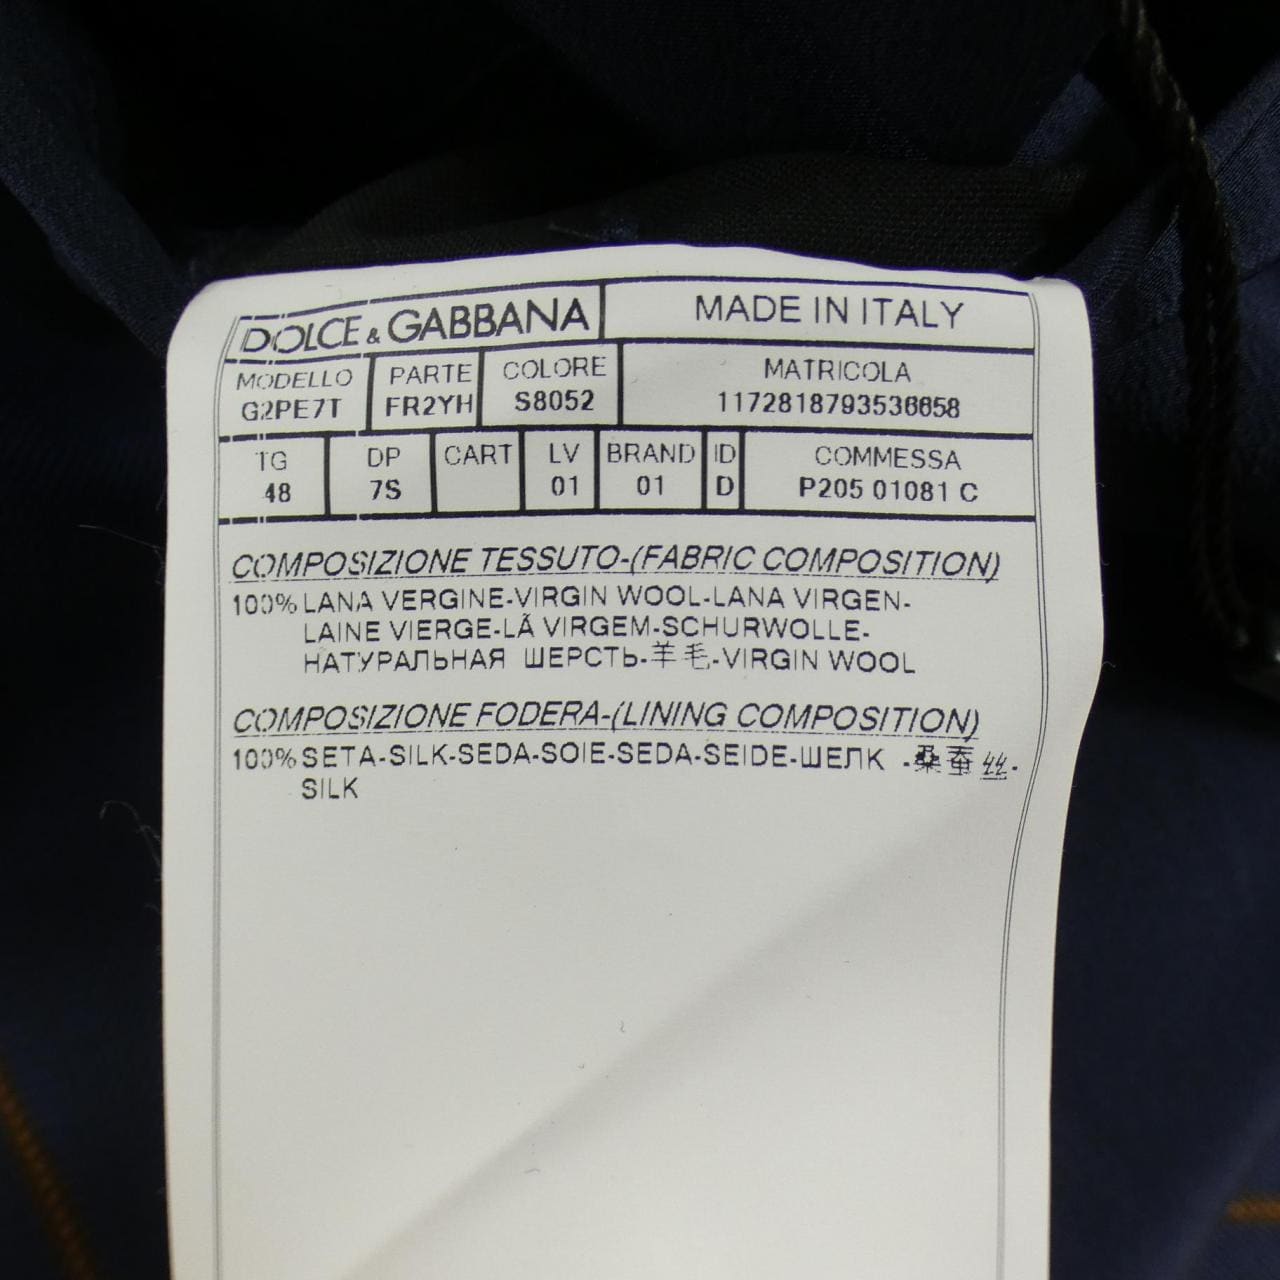 DOLCE & GABBANA MADE IN ITALY
MODELLO PARTE COLORE MATRICOLA
G2PE7T FR2YH S8052 1172818793536658
TG DP CART LV BRAND ID COMMESSA
48 7S 01 01 D P205 01081 C
COMPOSIZIONE TESSUTO-(FABRIC COMPOSITION)
100% LANA VERGINE-VIRGIN WOOL-LANA VIRGEN-
LAINE VIERGE-LÃ VIRGEM-SCHURWOLLE-
НАТУРАЛЬНАЯ ШЕРСТЬ-羊毛-VIRGIN WOOL
COMPOSIZIONE FODERA-(LINING COMPOSITION)
100% SETA-SILK-SEDA-SOIE-SEDA-SEIDE-ШЕЛК -桑蚕丝-
SILK